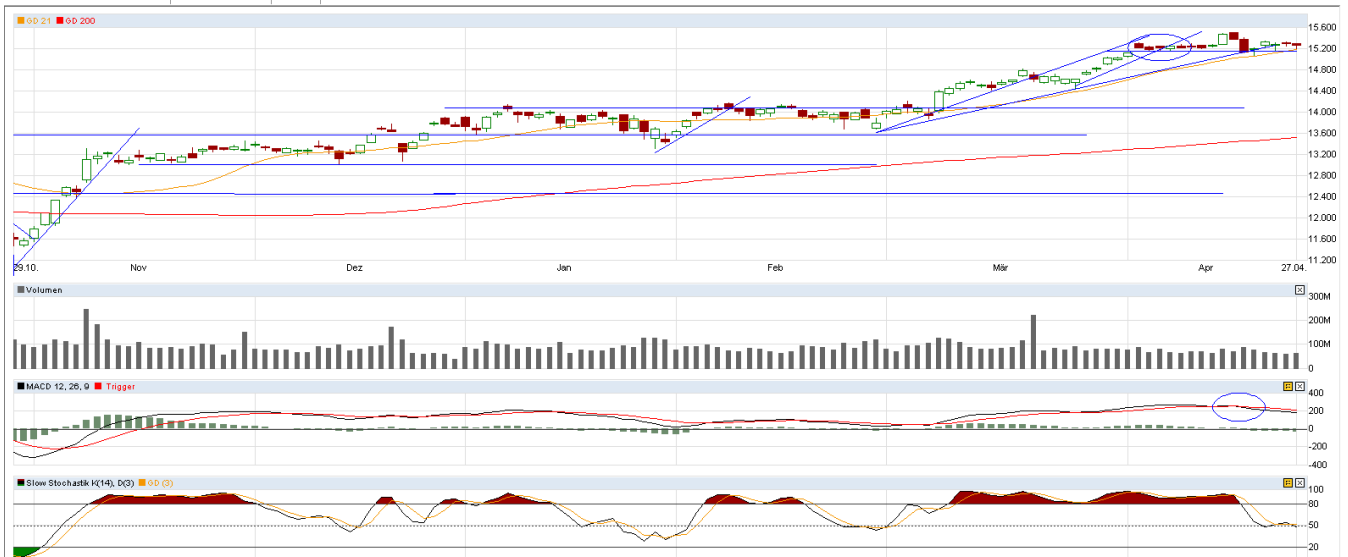 GD 21 GD 200
15.600
15.200
14.800
14.400
14.000
13.600
13.200
12.800
12.400
12.000
11.600
11.200
29.10. Nov Dez Jan Feb Mär Apr 27.04.
Volumen
300M
200M
100M
0
MACD 12, 26, 9 Trigger
400
200
0
-200
-400
Slow Stochastik K(14), D(3) GD (3)
100
80
50
20